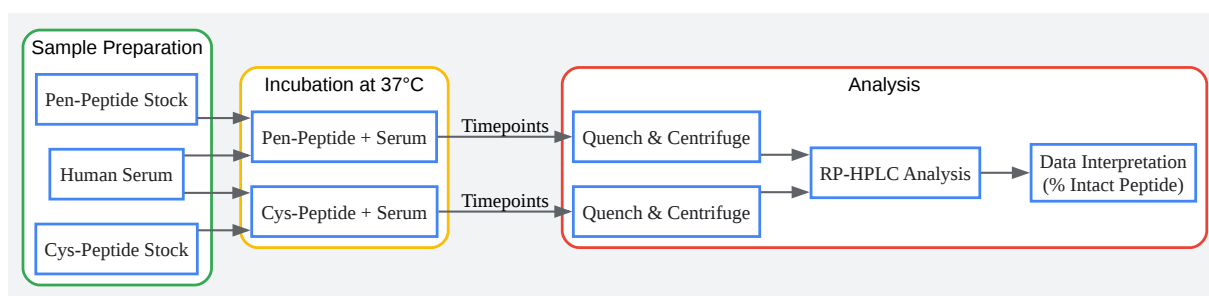 Sample Preparation
Pen-Peptide Stock
Human Serum
Cys-Peptide Stock
Incubation at 37°C
Pen-Peptide + Serum
Cys-Peptide + Serum
Timepoints
Timepoints
Analysis
Quench & Centrifuge
Quench & Centrifuge
RP-HPLC Analysis
Data Interpretation
(% Intact Peptide)